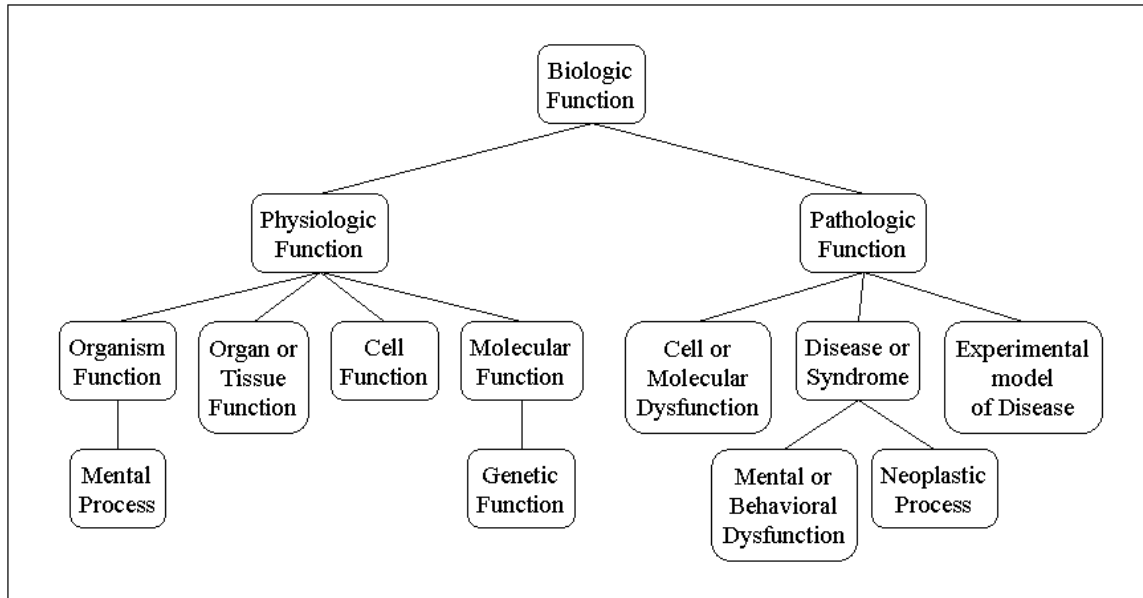 Biologic
Function
Physiologic
Function
Pathologic
Function
Organism
Function
Organ or
Tissue
Function
Cell
Function
Molecular
Function
Cell or
Molecular
Dysfunction
Disease or
Syndrome
Experimental
model
of Disease
Mental
Process
Genetic
Function
Mental or
Behavioral
Dysfunction
Neoplastic
Process